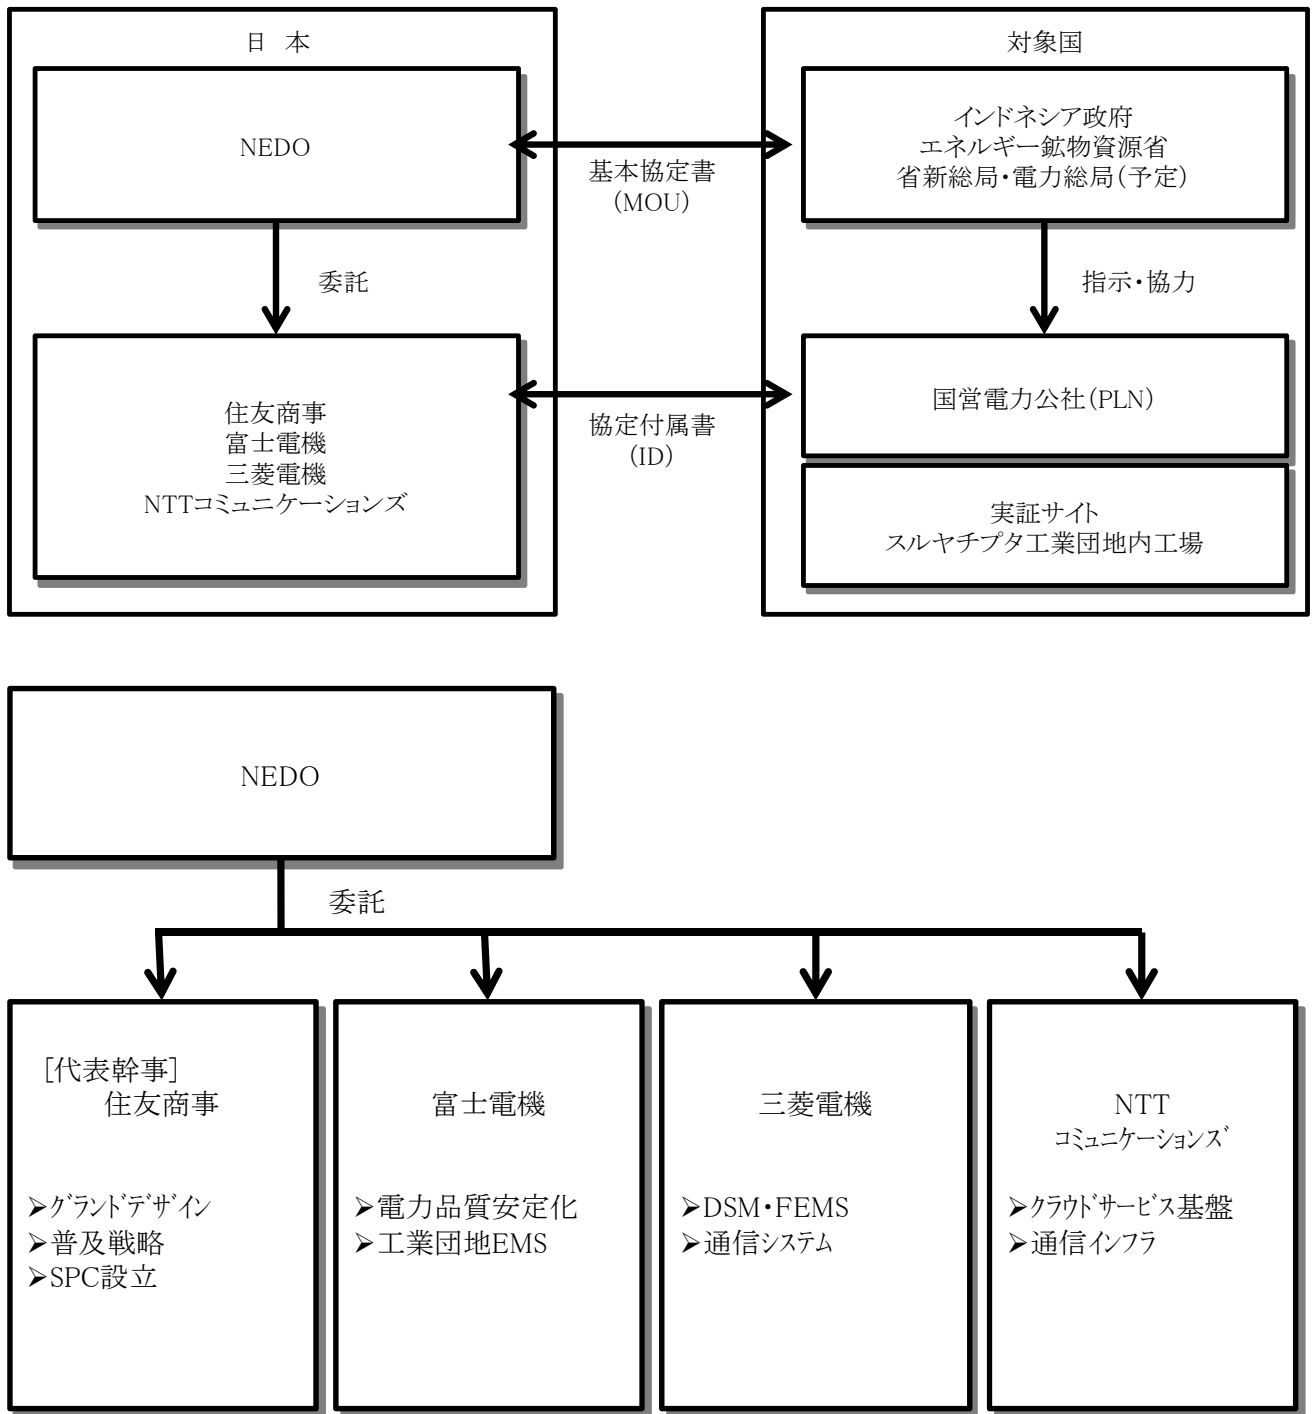 日 本
NEDO
委託
住友商事
富士電機
三菱電機
NTTコミュニケーションズ
基本協定書
(MOU)
協定付属書
(ID)
対象国
インドネシア政府
エネルギー鉱物資源省
省新総局・電力総局(予定)
指示・協力
国営電力公社(PLN)
実証サイト
スルヤチプタ工業団地内工場
NEDO
委託
[代表幹事]
住友商事
➢グランドデザイン
➢普及戦略
➢SPC設立
富士電機
➢電力品質安定化
➢工業団地EMS
三菱電機
➢DSM・FEMS
➢通信システム
NTT
コミュニケーションズ
➢クラウドサービス基盤
➢通信インフラ